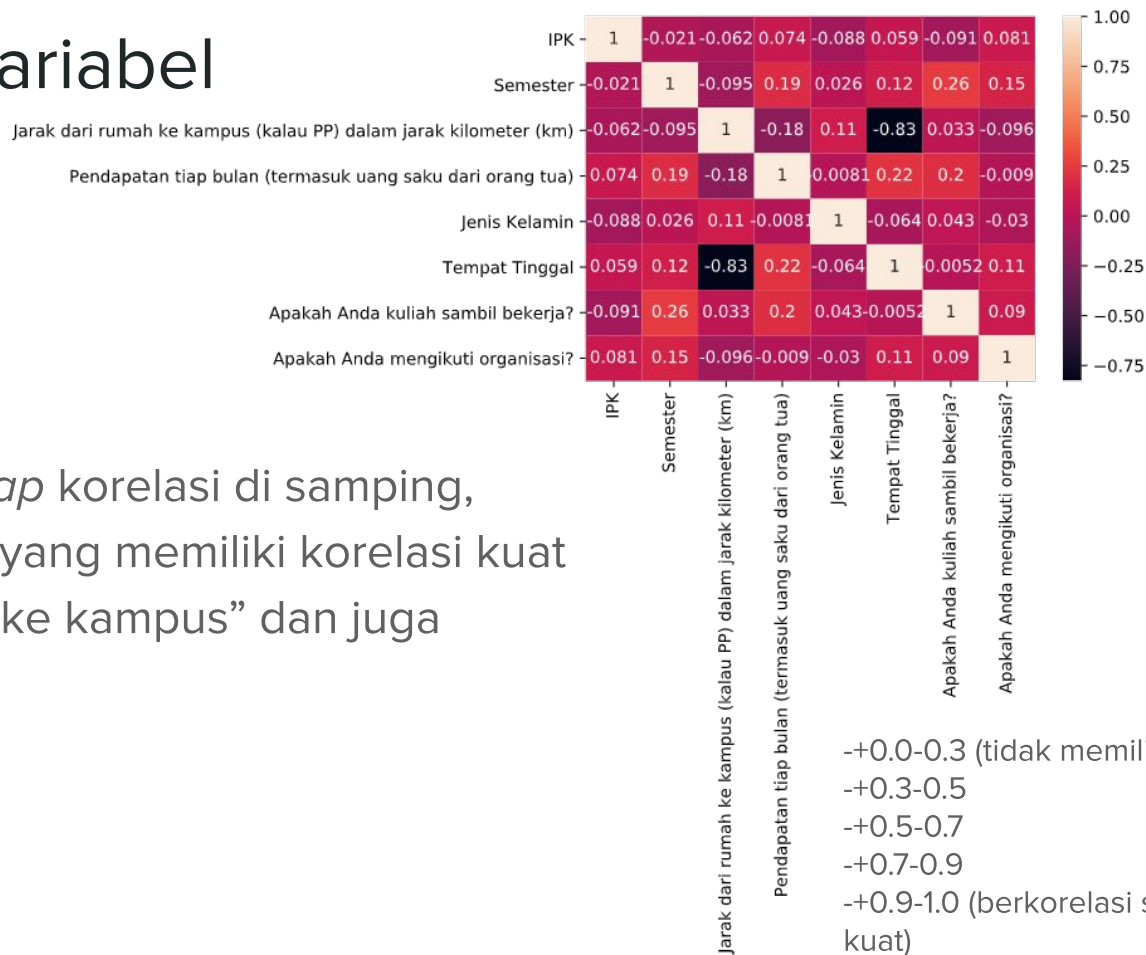 ariabel
IPK 1 -0.021 -0.062 0.074 -0.088 0.059 -0.091 0.081
Semester -0.021 1 -0.095 0.19 0.026 0.12 0.26 0.15
Jarak dari rumah ke kampus (kalau PP) dalam jarak kilometer (km) -0.062 -0.095 1 -0.18 0.11 -0.83 0.033 -0.096
Pendapatan tiap bulan (termasuk uang saku dari orang tua) 0.074 0.19 -0.18 1 -0.0081 0.22 0.2 -0.009
Jenis Kelamin -0.088 0.026 0.11 -0.0081 1 -0.064 0.043 -0.03
Tempat Tinggal 0.059 0.12 -0.83 0.22 -0.064 1 -0.0052 0.11
Apakah Anda kuliah sambil bekerja? -0.091 0.26 0.033 0.2 0.043 -0.0052 1 0.09
Apakah Anda mengikuti organisasi? 0.081 0.15 -0.096 -0.009 -0.03 0.11 0.09 1
IPK
Semester
Jarak dari rumah ke kampus (kalau PP) dalam jarak kilometer (km)
Pendapatan tiap bulan (termasuk uang saku dari orang tua)
Jenis Kelamin
Tempat Tinggal
Apakah Anda kuliah sambil bekerja?
Apakah Anda mengikuti organisasi?
1.00
0.75
0.50
0.25
0.00
−0.25
−0.50
−0.75
ap korelasi di samping,
yang memiliki korelasi kuat
ke kampus” dan juga
-+0.0-0.3 (tidak memil
-+0.3-0.5
-+0.5-0.7
-+0.7-0.9
-+0.9-1.0 (berkorelasi s
kuat)